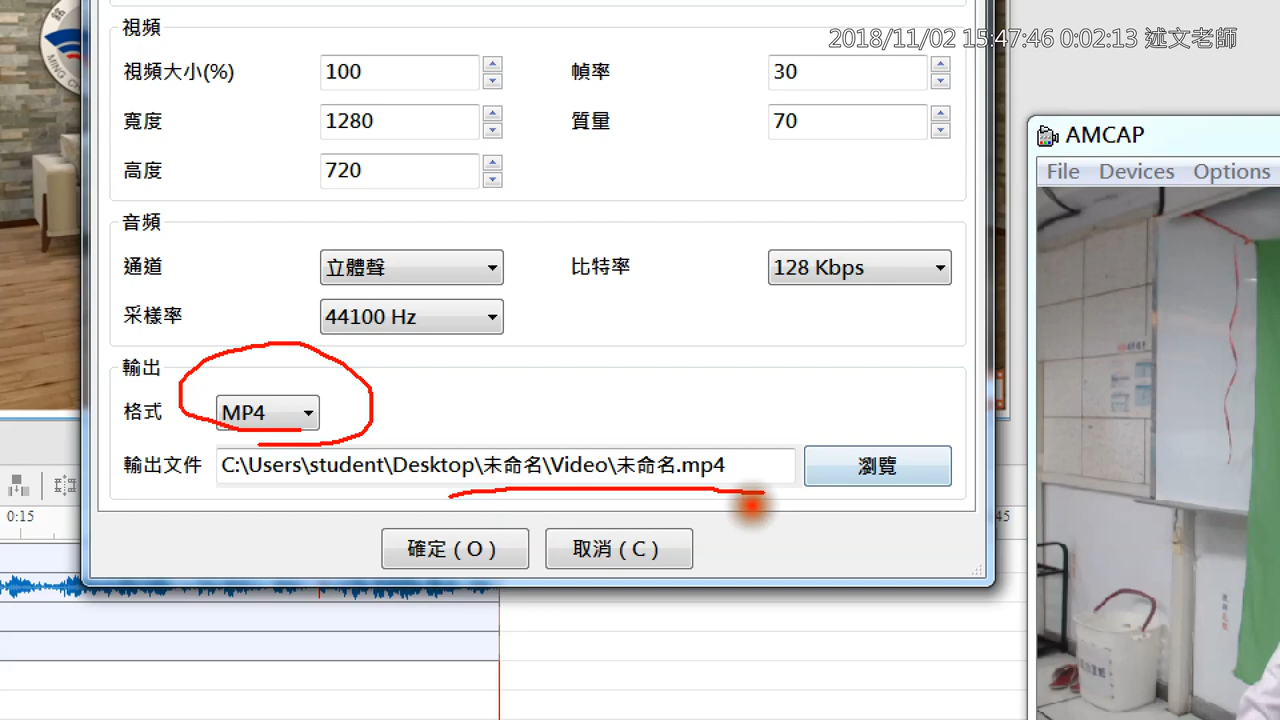 視頻
2018/11/02 15:47:46 0:02:13 述文老師
視頻大小(%) 100 幀率 30
寬度 1280 質量 70
高度 720
音頻
通道 立體聲 比特率 128 Kbps
采樣率 44100 Hz
輸出
格式 MP4
輸出文件 C:\Users\student\Desktop\未命名\Video\未命名.mp4 瀏覽
確定 ( O ) 取消 ( C )
0:15
45
AMCAP
File Devices Options